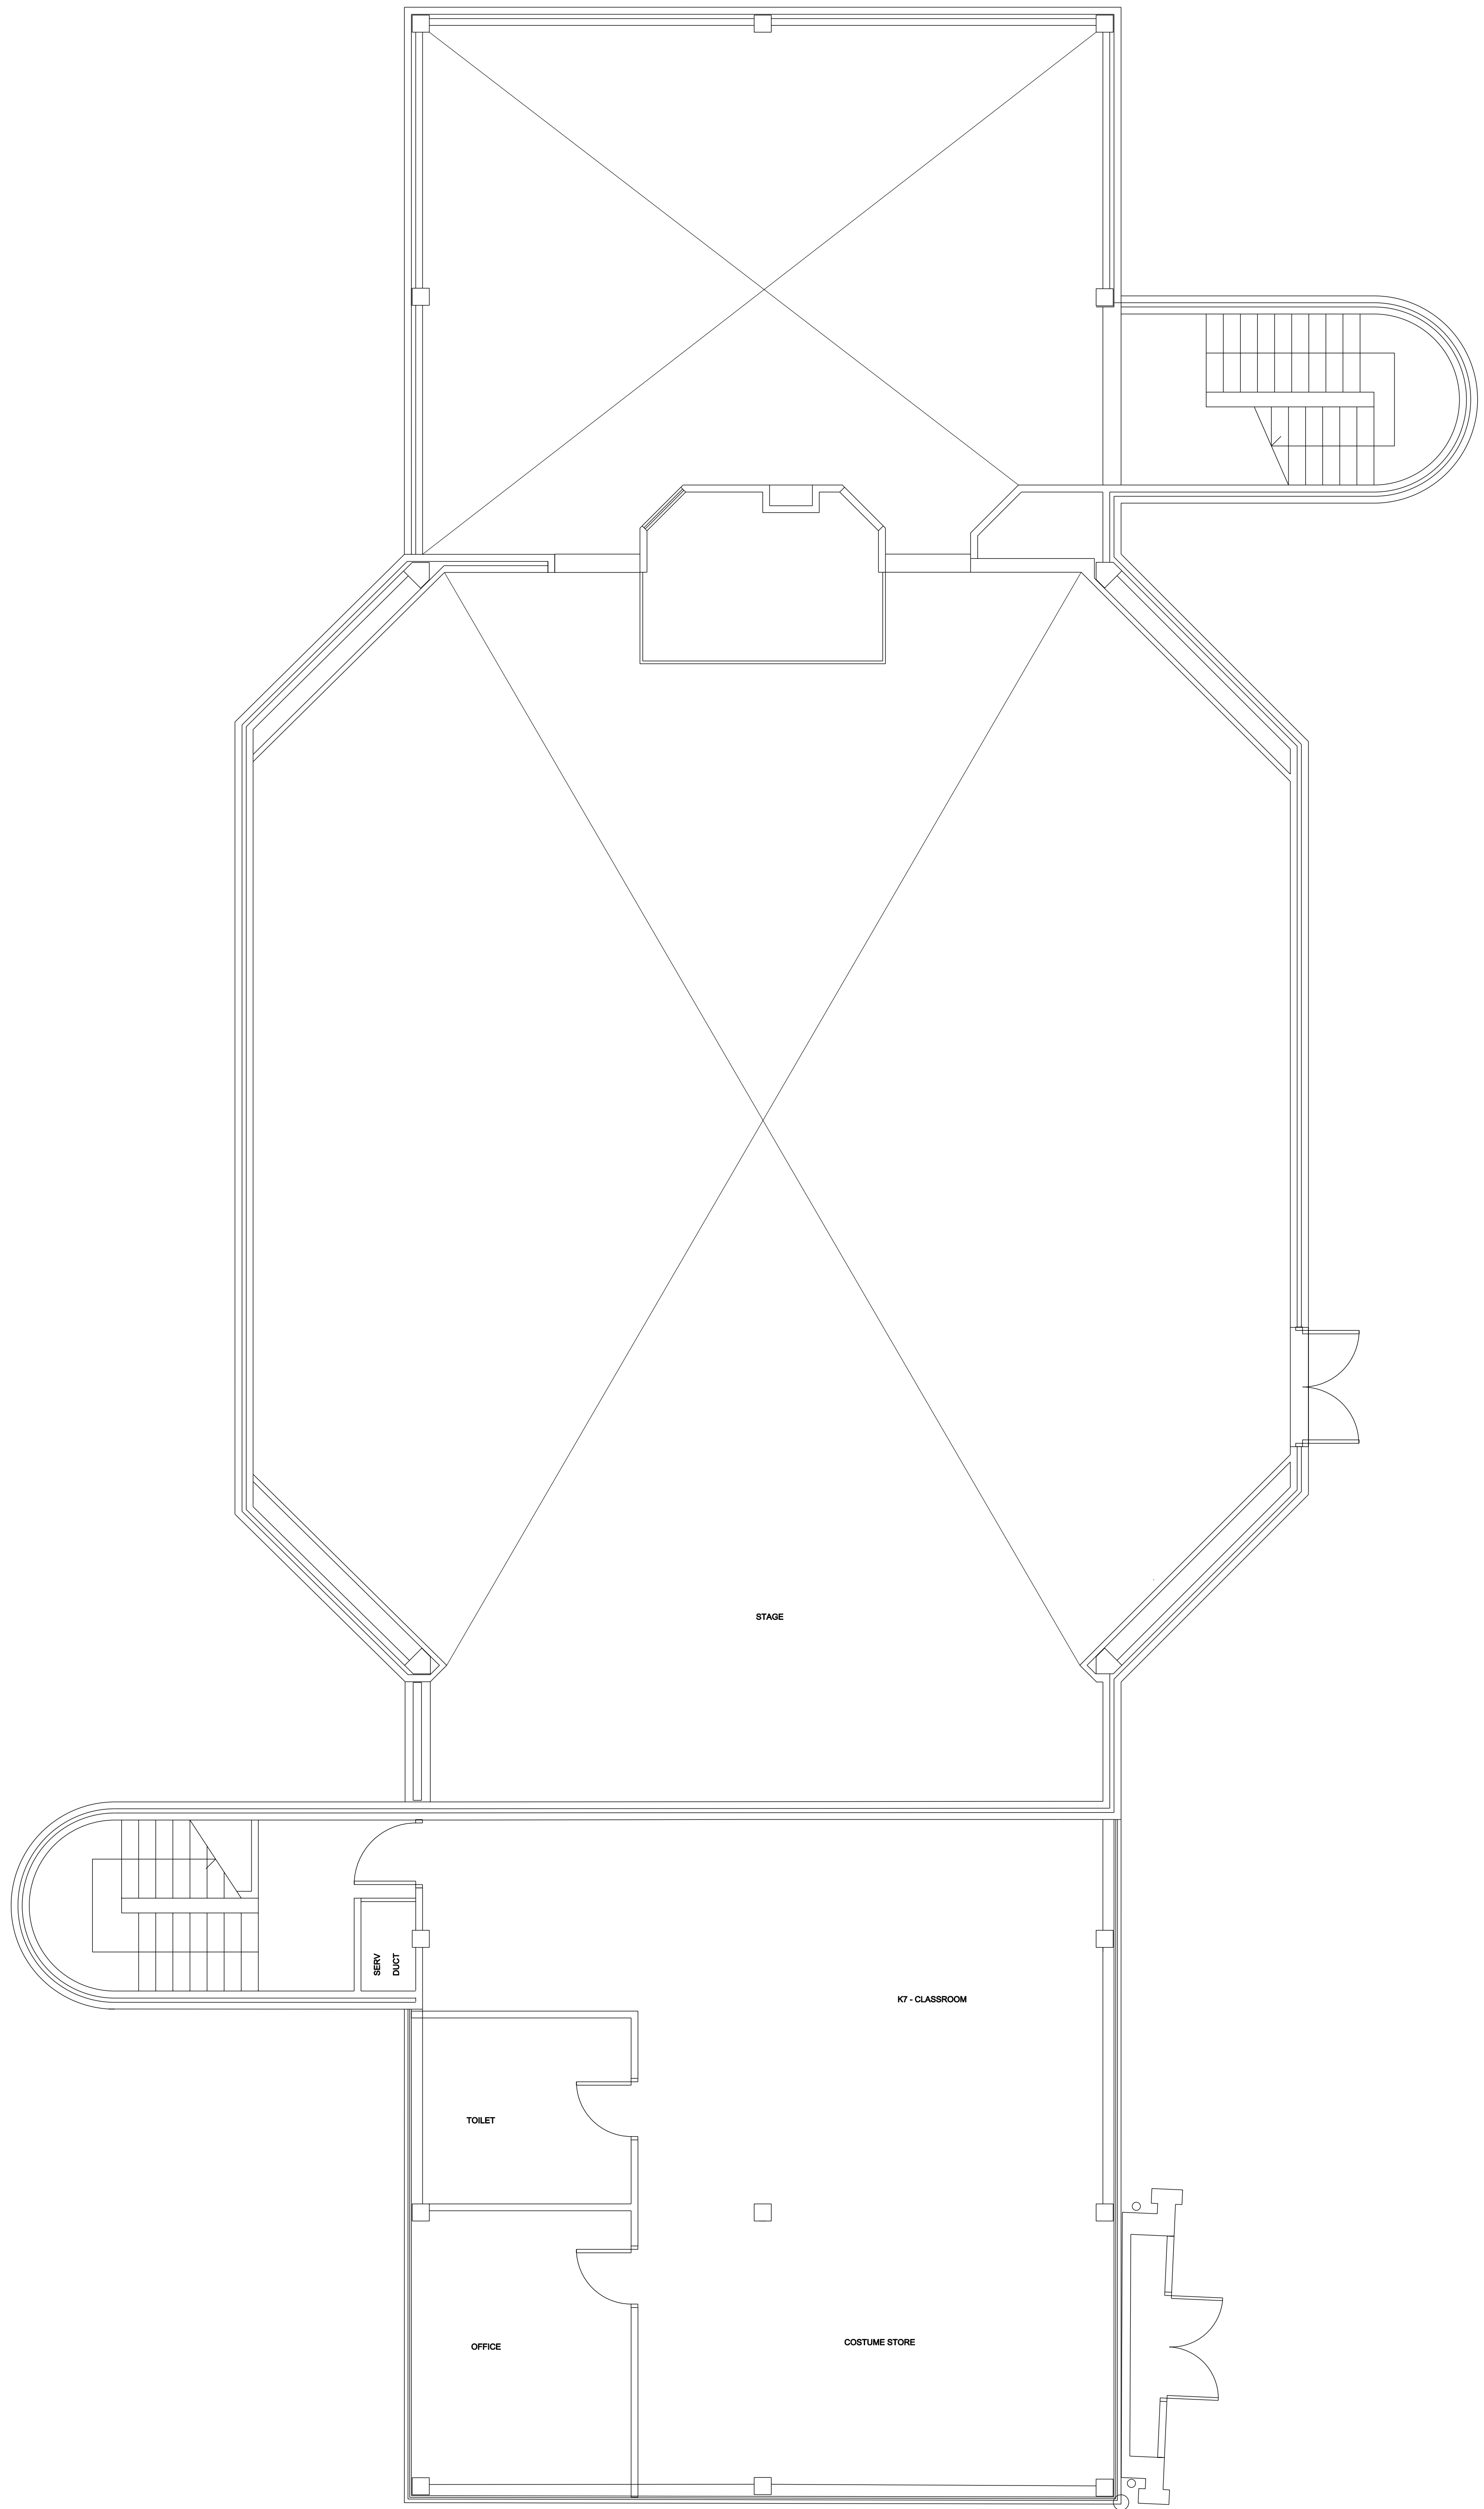 STAGE
SERV
DUCT
K7 - CLASSROOM
TOILET
OFFICE
COSTUME STORE